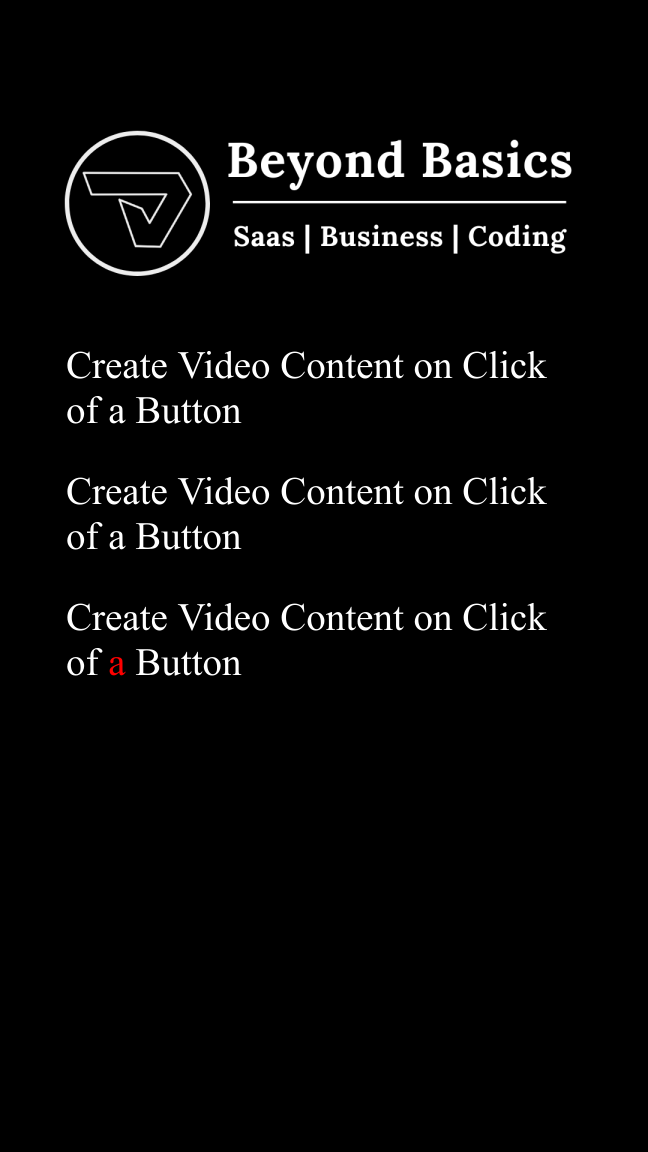 Beyond Basics
Saas | Business | Coding
Create Video Content on Click
of a Button
Create Video Content on Click
of a Button
Create Video Content on Click
of a Button